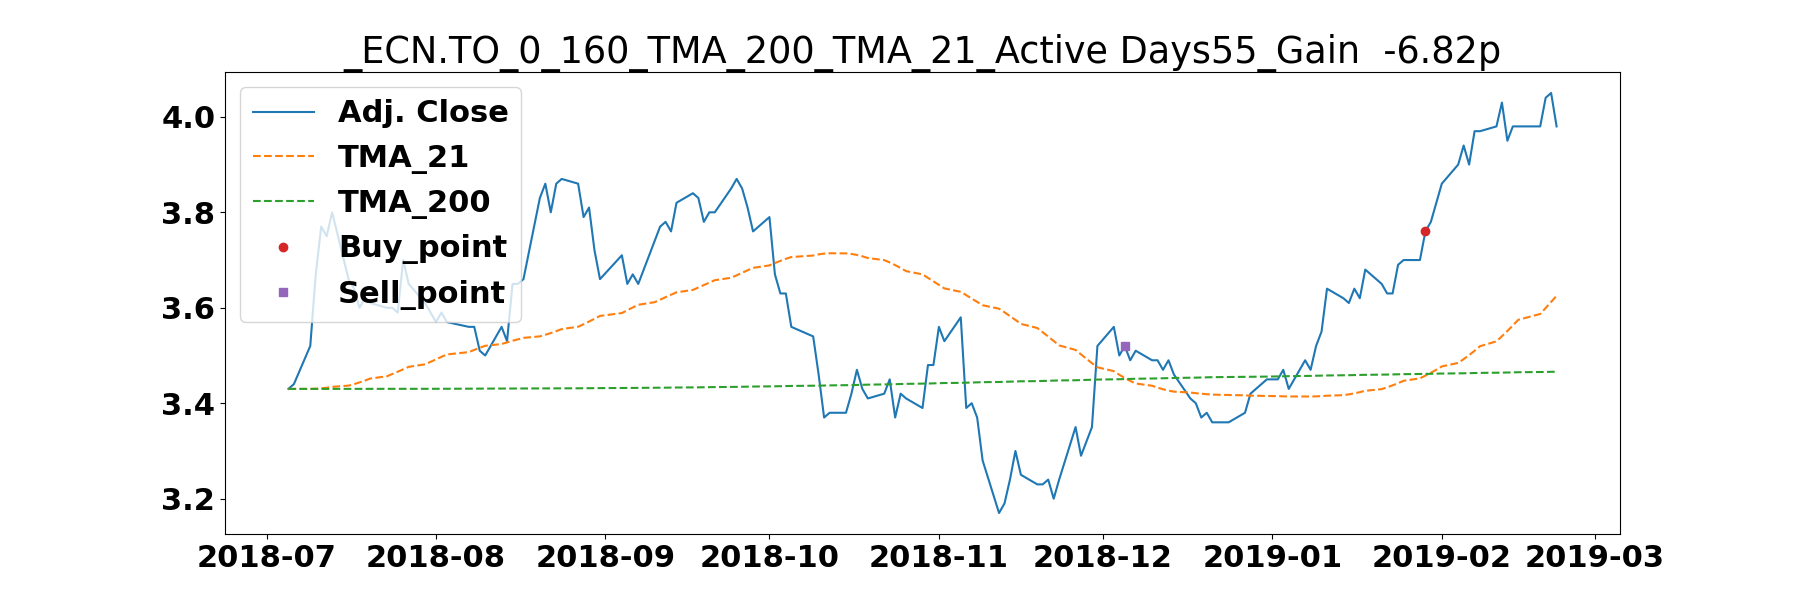 _ECN.TO_0_160_TMA_200_TMA_21_Active Days55_Gain  -6.82p
Adj. Close
TMA_21
TMA_200
Buy_point
Sell_point
4.0
3.8
3.6
3.4
3.2
2018-07 2018-08 2018-09 2018-10 2018-11 2018-12 2019-01 2019-02 2019-03